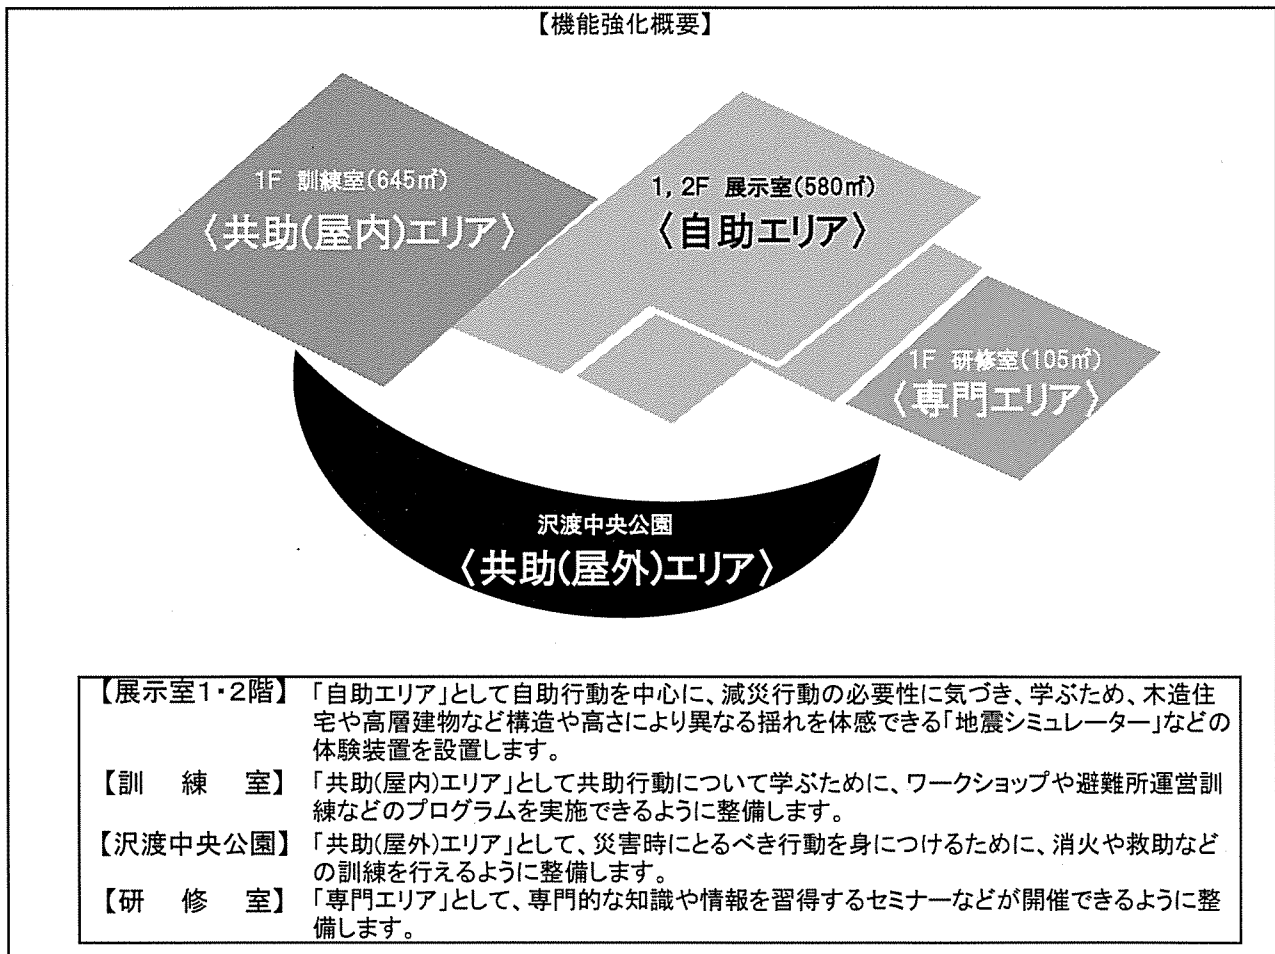 【機能強化概要】
1F 訓練室(645㎡)
〈共助(屋内)エリア〉
1, 2F 展示室(580㎡)
〈自助エリア〉
1F 研修室(105㎡)
〈専門エリア〉
沢渡中央公園
〈共助(屋外)エリア〉
【展示室1・2階】 「自助エリア」として自助行動を中心に、減災行動の必要性に気づき、学ぶため、木造住
宅や高層建物など構造や高さにより異なる揺れを体感できる「地震シミュレーター」などの
体験装置を設置します。
【訓 練 室】 「共助(屋内)エリア」として共助行動について学ぶために、ワークショップや避難所運営訓
練などのプログラムを実施できるように整備します。
【沢渡中央公園】 「共助(屋外)エリア」として、災害時にとるべき行動を身につけるために、消火や救助など
の訓練を行えるように整備します。
【研 修 室】 「専門エリア」として、専門的な知識や情報を習得するセミナーなどが開催できるように整
備します。